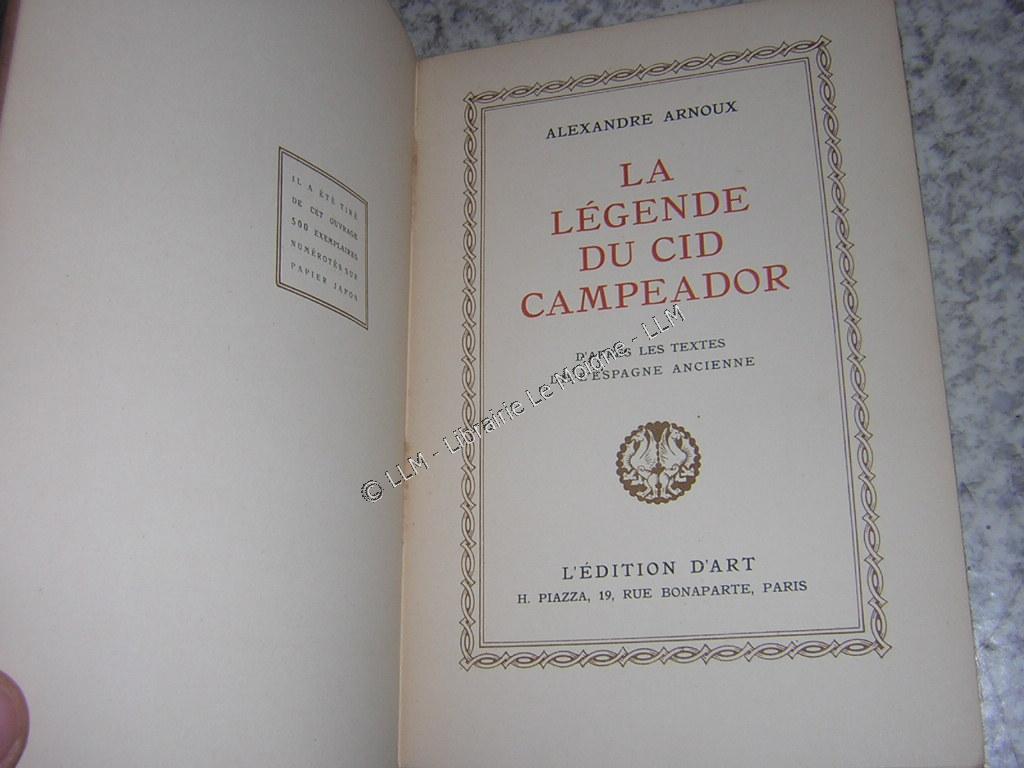 IL A ÉTÉ TIRÉ
DE CET OUVRAGE
500 EXEMPLAIRES
NUMÉROTÉS SUR
PAPIER JAPON
ALEXANDRE ARNOUX
LA
LÉGENDE
DU CID
CAMPEADOR
D'APRÈS LES TEXTES
L'ESPAGNE ANCIENNE
L'ÉDITION D'ART
H. PIAZZA, 19, RUE BONAPARTE, PARIS
© LLM - Librairie Le Moigne - LLM